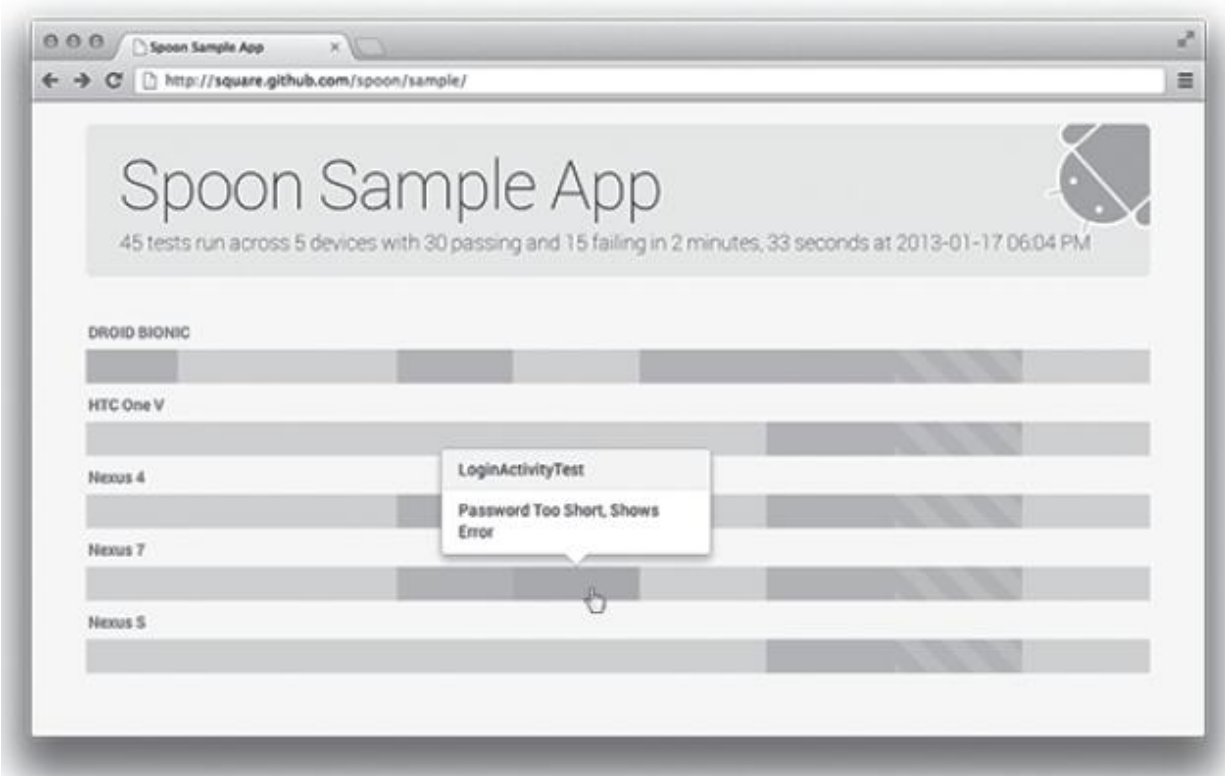 Spoon Sample App
http://square.github.com/spoon/sample/
Spoon Sample App
45 tests run across 5 devices with 30 passing and 15 failing in 2 minutes, 33 seconds at 2013-01-17 06:04 PM
DROID BIONIC
HTC One V
Nexus 4
LoginActivityTest
Password Too Short, Shows
Error
Nexus 7
Nexus S